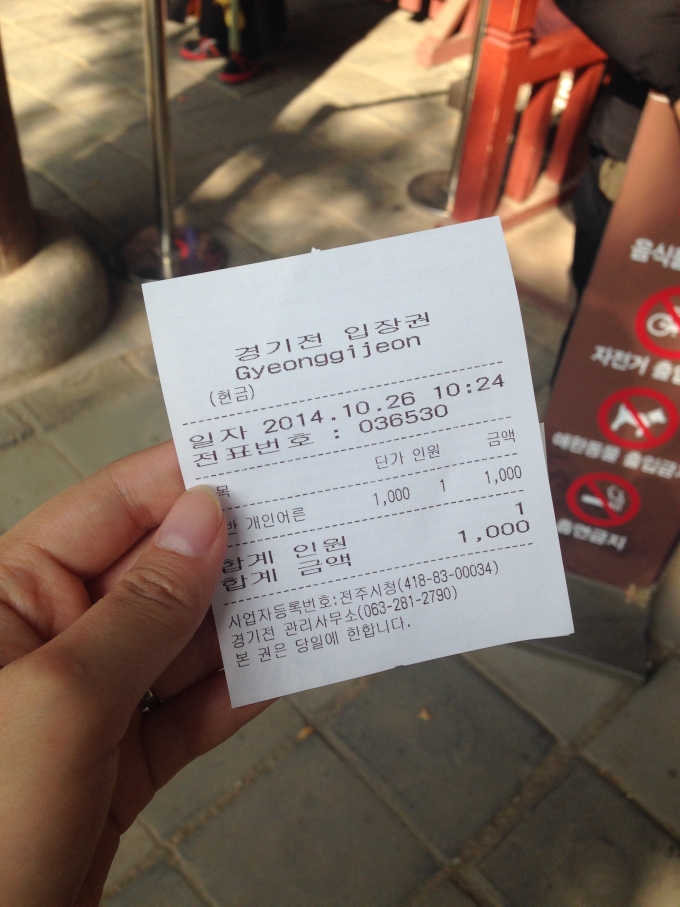 경기전 입장권
Gyeonggijeon
(현금)
일자 2014.10.26 10:24
전표번호 : 036530
목 단가 인원 금액
반 개인어른 1,000 1 1,000
합계 인원 1
합계 금액 1,000
사업자등록번호:전주시청(418-83-00034)
경기전 관리사무소(063-281-2790)
본 권은 당일에 한합니다.
음식물
자전거 출입
애완동물 출입금지
흡연금지